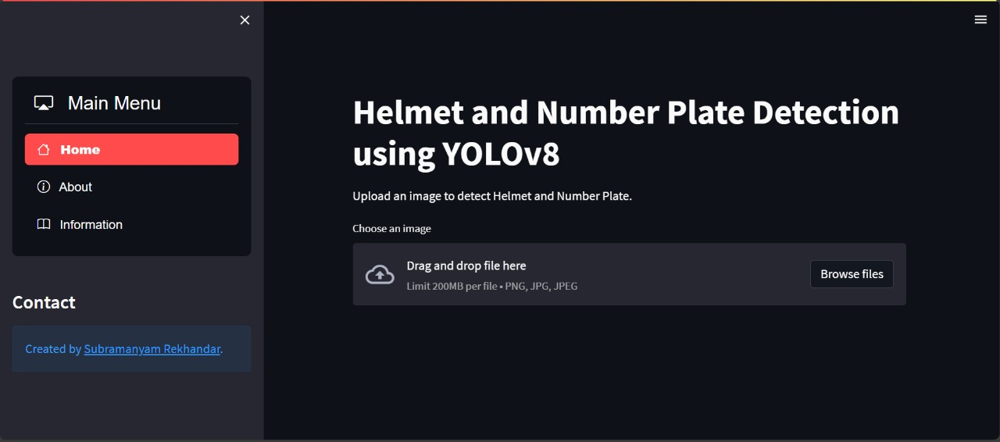 Main Menu
Home
About
Information
Contact
Created by Subramanyam Rekhandar.
Helmet and Number Plate Detection
using YOLOv8
Upload an image to detect Helmet and Number Plate.
Choose an image
Drag and drop file here
Limit 200MB per file • PNG, JPG, JPEG
Browse files